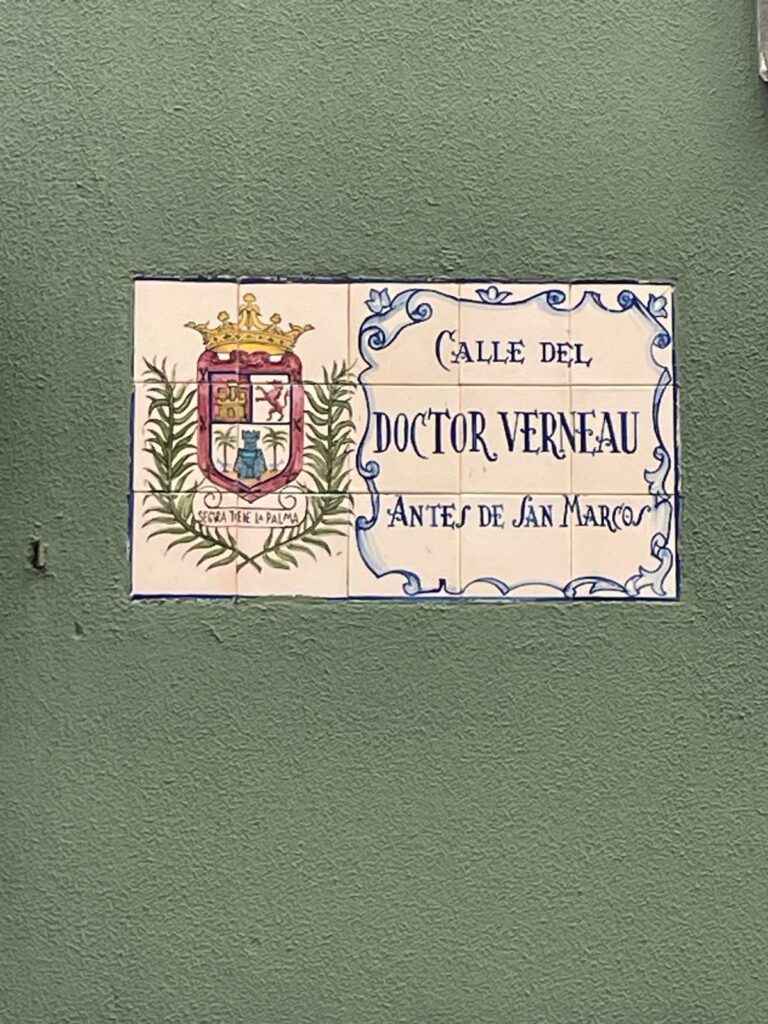 SEGURA TIENE LA PALMA
CALLE DEL
DOCTOR VERNEAU
ANTES DE SAN MARCOS